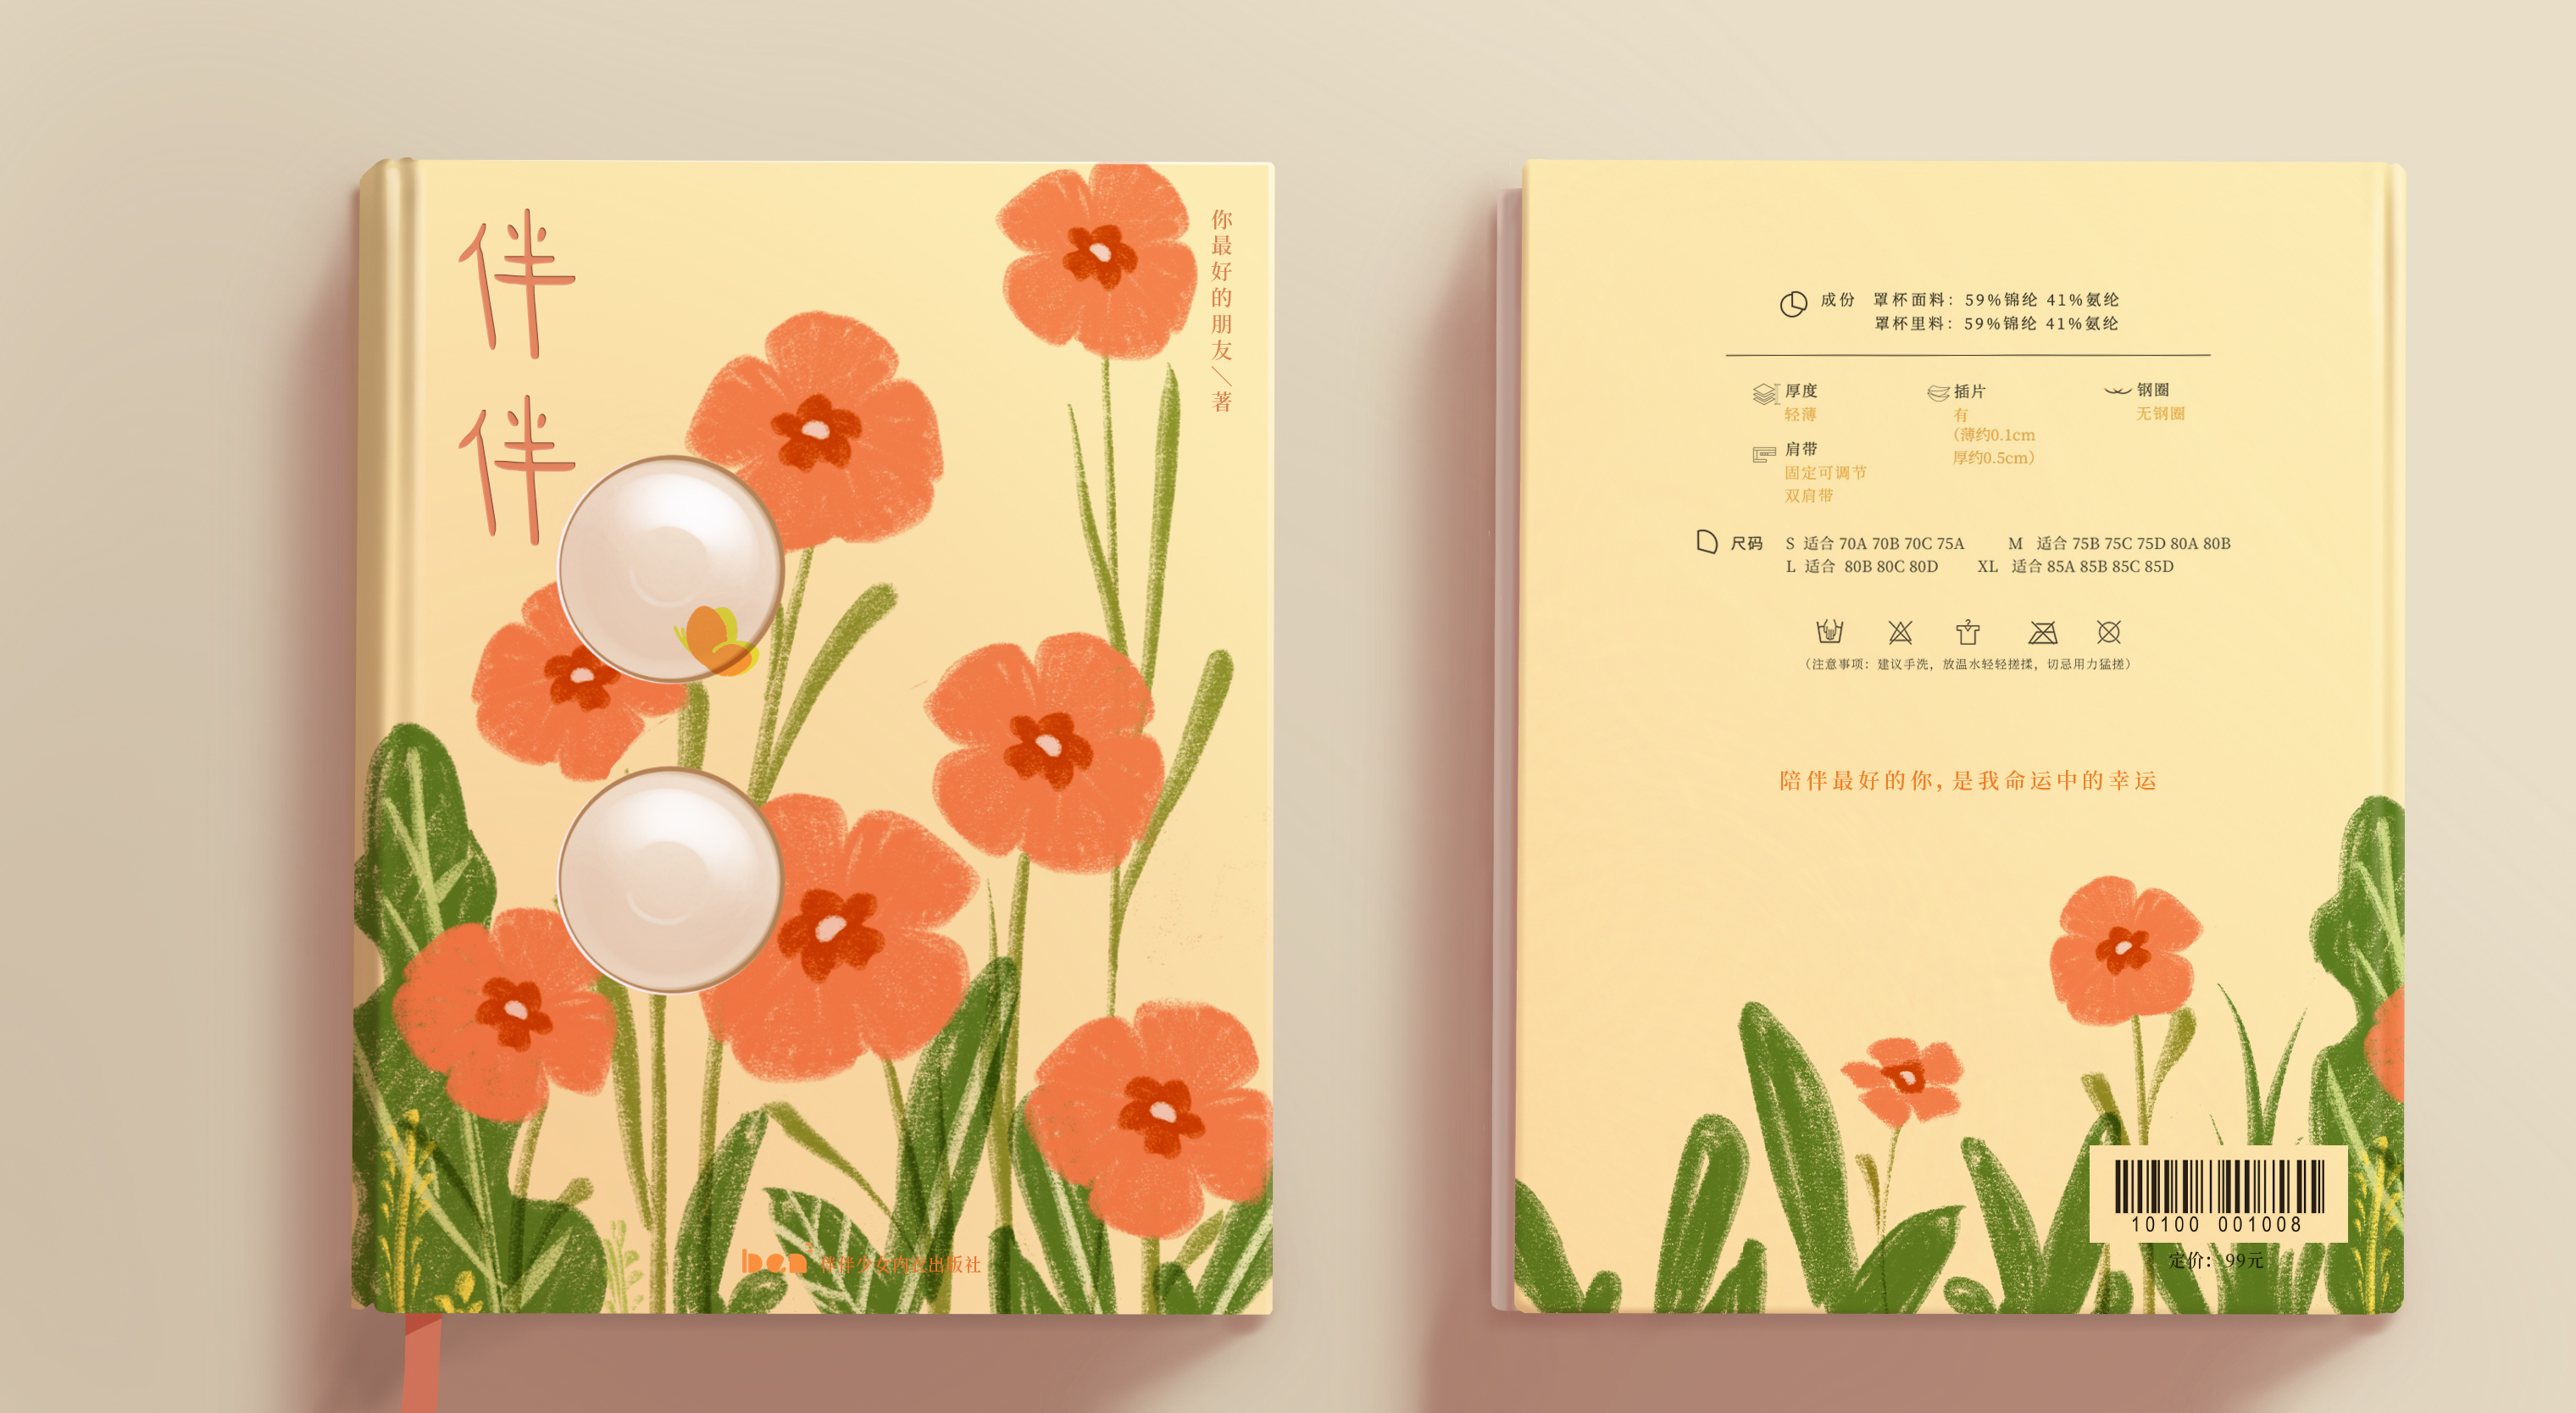 伴伴
你最好的朋友＼著
ben 伴伴少女内衣出版社
成份 罩杯面料：59%锦纶 41%氨纶
罩杯里料：59%锦纶 41%氨纶
厚度
轻薄
插片
有
（薄约0.1cm
厚约0.5cm）
钢圈
无钢圈
肩带
固定可调节
双肩带
尺码 S 适合 70A 70B 70C 75A M 适合 75B 75C 75D 80A 80B
L 适合 80B 80C 80D XL 适合 85A 85B 85C 85D
（注意事项：建议手洗，放温水轻轻搓揉，切忌用力猛搓）
陪伴最好的你，是我命运中的幸运
10100 001008
定价：99元